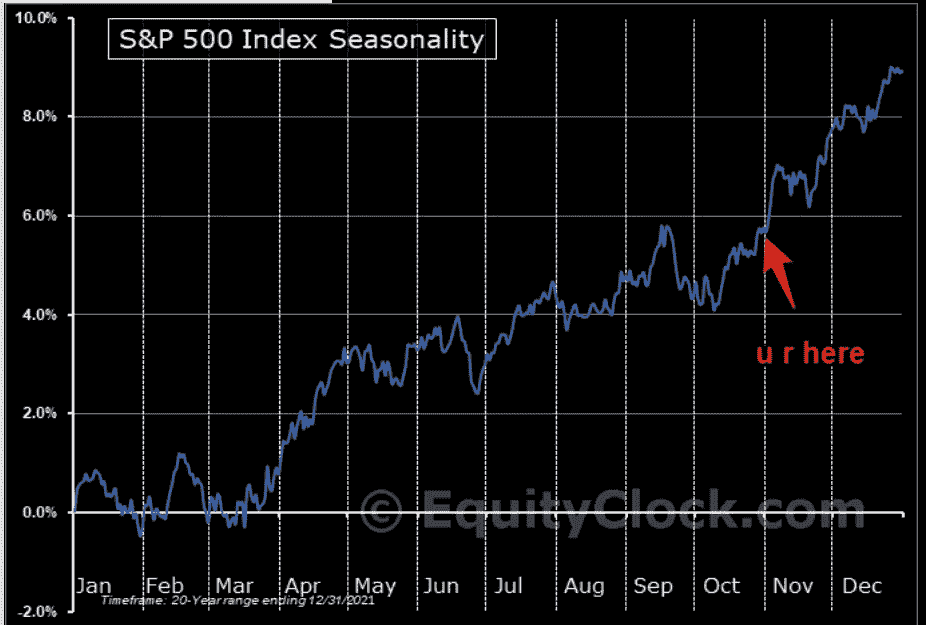 10.0%
S&P 500 Index Seasonality
8.0%
6.0%
4.0%
u r here
2.0%
0.0%
© EquityClock.com
Jan Feb Mar Apr May Jun Jul Aug Sep Oct Nov Dec
Timeframe: 20-Year range ending 12/31/2021
-2.0%